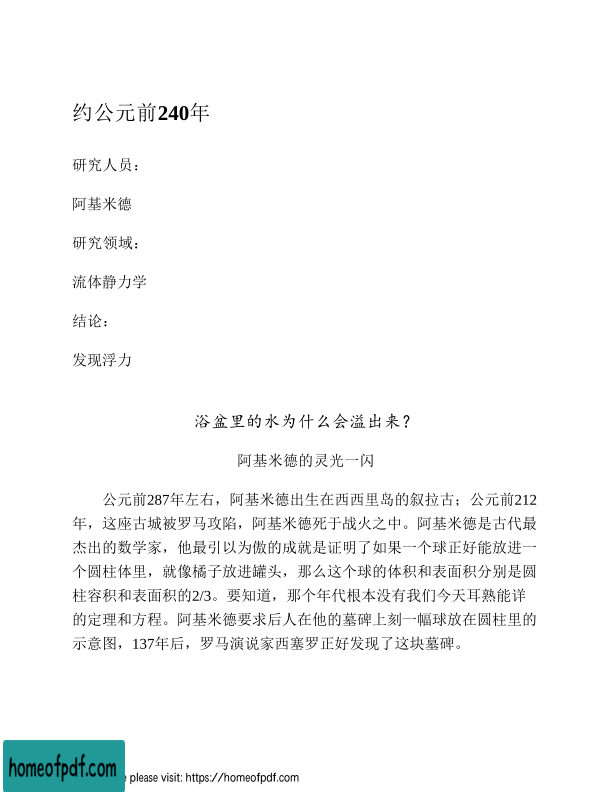 约公元前240年
研究人员：
阿基米德
研究领域：
流体静力学
结论：
发现浮力
浴盆里的水为什么会溢出来？
阿基米德的灵光一闪
公元前287年左右，阿基米德出生在西西里岛的叙拉古；公元前212
年，这座古城被罗马攻陷，阿基米德死于战火之中。阿基米德是古代最
杰出的数学家，他最引以为傲的成就是证明了如果一个球正好能放进一
个圆柱体里，就像橘子放进罐头，那么这个球的体积和表面积分别是圆
柱容积和表面积的2/3。要知道，那个年代根本没有我们今天耳熟能详
的定理和方程。阿基米德要求后人在他的墓碑上刻一幅球放在圆柱里的
示意图，137年后，罗马演说家西塞罗正好发现了这块墓碑。
homeofpdf.com
please visit: https://homeofpdf.com